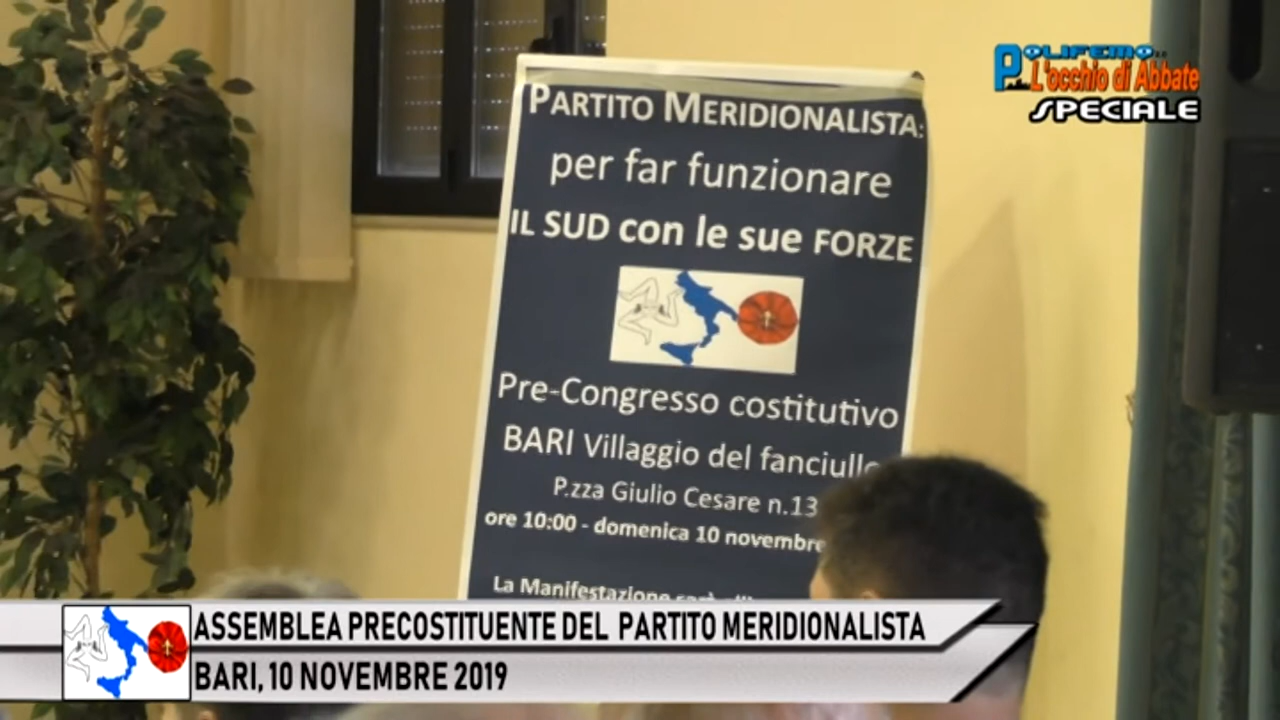 POLIFEMO
L'occhio di Abbate
SPECIALE
PARTITO MERIDIONALISTA:
per far funzionare
IL SUD con le sue FORZE
Pre-Congresso costitutivo
BARI Villaggio del fanciullo
P.zza Giulio Cesare n.13
ore 10:00 - domenica 10 novembre
La Manifestazione
ASSEMBLEA PRECOSTITUENTE DEL PARTITO MERIDIONALISTA
BARI, 10 NOVEMBRE 2019